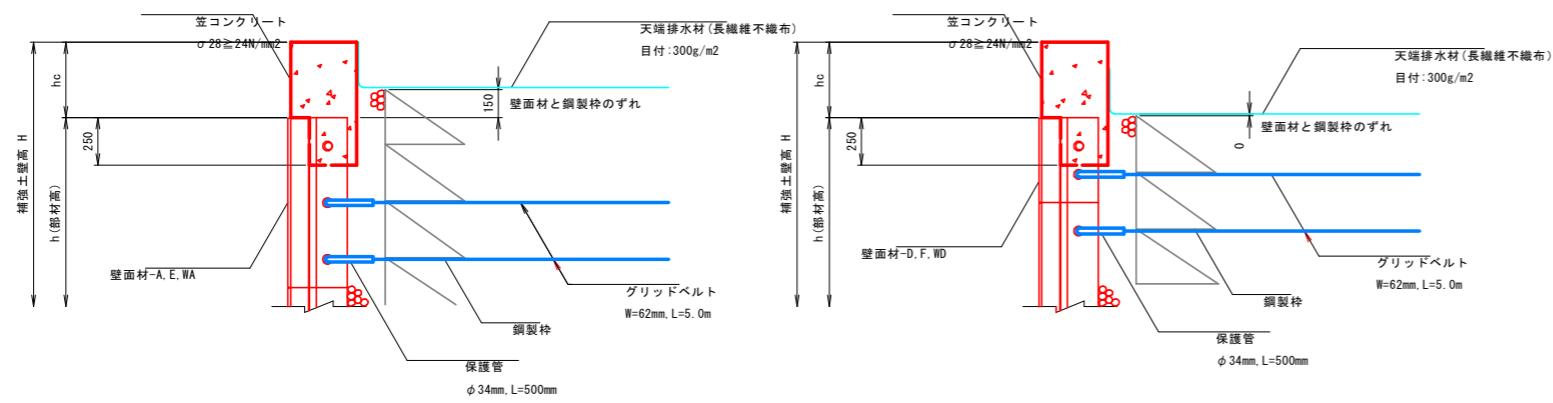 笠コンクリート
σ28≧24N/mm2
天端排水材(長繊維不織布)
目付:300g/m2
hc
150
壁面材と鋼製枠のずれ
250
補強土壁高 H
h(部材高)
壁面材-A,E,WA
グリッドベルト
W=62mm,L=5.0m
鋼製枠
保護管
φ34mm,L=500mm
笠コンクリート
σ28≧24N/mm2
天端排水材(長繊維不織布)
目付:300g/m2
hc
0
壁面材と鋼製枠のずれ
250
補強土壁高 H
h(部材高)
壁面材-D,F,WD
グリッドベルト
W=62mm,L=5.0m
鋼製枠
保護管
φ34mm,L=500mm